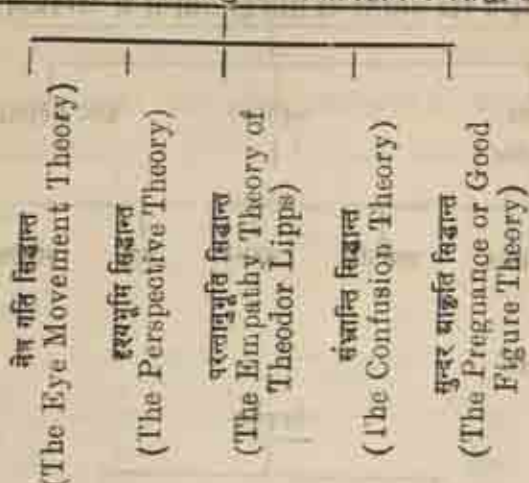 नेत्र गति सिद्धान्त
(The Eye Movement Theory)
दृश्यभूमि सिद्धान्त
(The Perspective Theory)
परन्तानुभूति सिद्धान्त
(The Empathy Theory of
Theodor Lipps)
संभ्रान्ति सिद्धान्त
(The Confusion Theory)
सुन्दर आकृति सिद्धान्त
(The Pregnance or Good
Figure Theory)